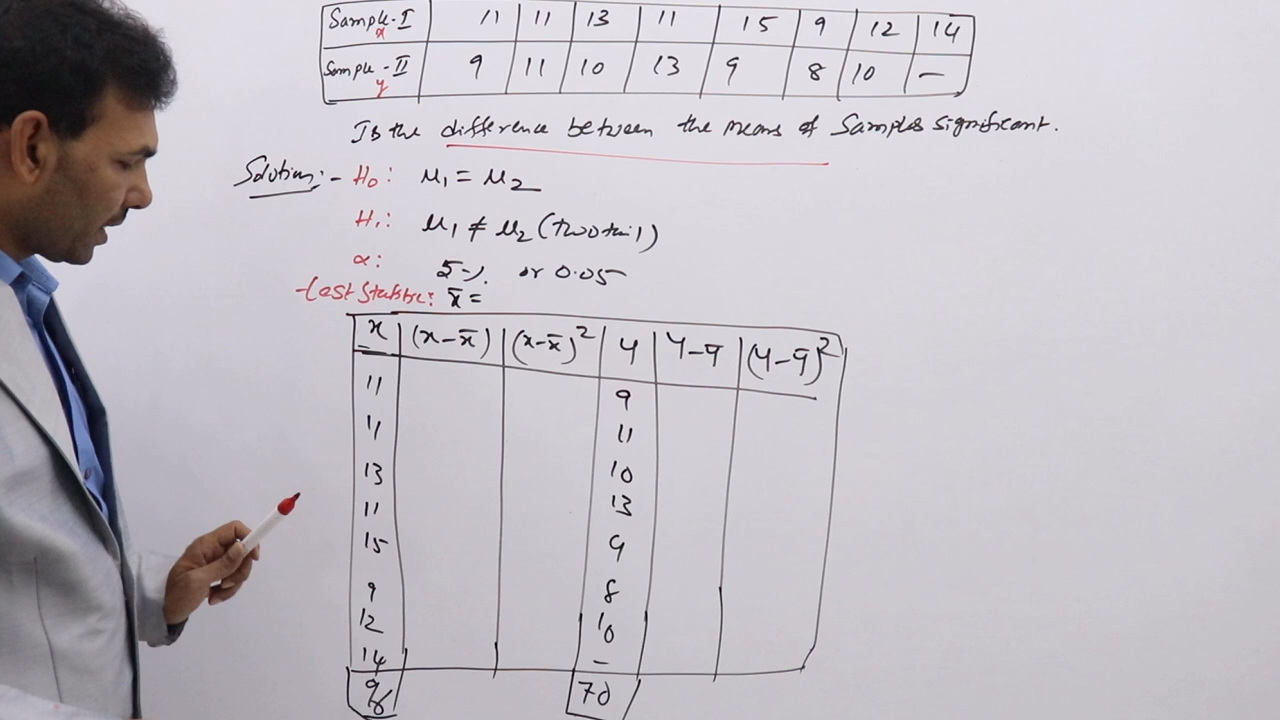 Sample-I 11 11 13 11 15 9 12 14
x
Sample-II 9 11 10 13 9 8 10 —
y
Is the difference between the means of Samples significant.
Solution:- H₀: μ₁ = μ₂
H₁: μ₁ ≠ μ₂ (two tail)
α: 5-/. or 0.05
Test Statistic: x̄ =
x (x-x̄) (x-x̄)² y y-ȳ (y-ȳ)²
11 9
11 11
13 10
11 13
15 9
9 8
12 10
14 —
96 70